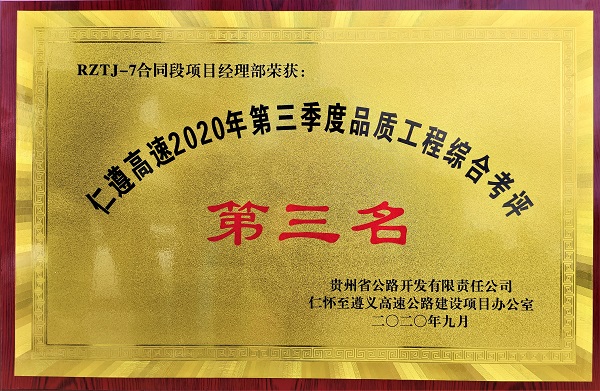 RZTJ-7合同段项目经理部荣获：
仁遵高速2020年第三季度品质工程综合考评
第三名
贵州省公路开发有限责任公司
仁怀至遵义高速公路建设项目办公室
二〇二〇年九月